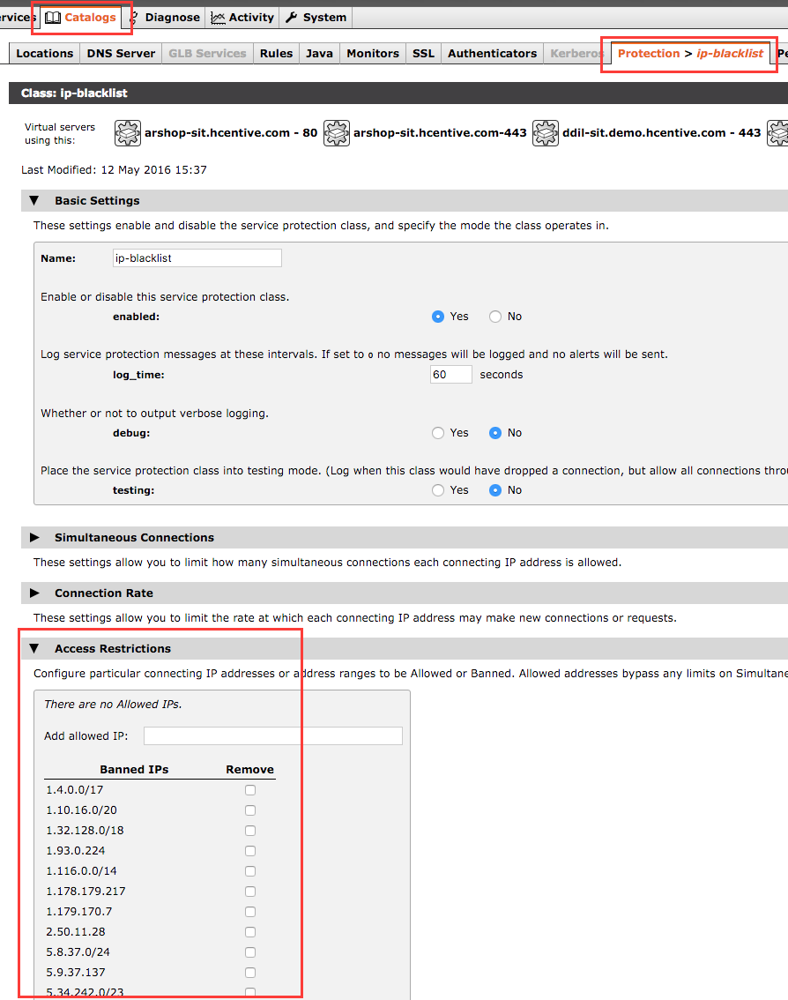 ervices Catalogs Diagnose Activity System
Locations DNS Server GLB Services Rules Java Monitors SSL Authenticators Kerberos Protection > ip-blacklist Pe
Class: ip-blacklist
Virtual servers using this: arshop-sit.hcentive.com - 80 arshop-sit.hcentive.com-443 ddil-sit.demo.hcentive.com - 443
Last Modified: 12 May 2016 15:37
▼ Basic Settings
These settings enable and disable the service protection class, and specify the mode the class operates in.
Name: ip-blacklist
Enable or disable this service protection class.
enabled: Yes No
Log service protection messages at these intervals. If set to 0 no messages will be logged and no alerts will be sent.
log_time: 60 seconds
Whether or not to output verbose logging.
debug: Yes No
Place the service protection class into testing mode. (Log when this class would have dropped a connection, but allow all connections throu
testing: Yes No
▶ Simultaneous Connections
These settings allow you to limit how many simultaneous connections each connecting IP address is allowed.
▶ Connection Rate
These settings allow you to limit the rate at which each connecting IP address may make new connections or requests.
▼ Access Restrictions
Configure particular connecting IP addresses or address ranges to be Allowed or Banned. Allowed addresses bypass any limits on Simultane
There are no Allowed IPs.
Add allowed IP:
Banned IPs Remove
1.4.0.0/17
1.10.16.0/20
1.32.128.0/18
1.93.0.224
1.116.0.0/14
1.178.179.217
1.179.170.7
2.50.11.28
5.8.37.0/24
5.9.37.137
5.34.242.0/23